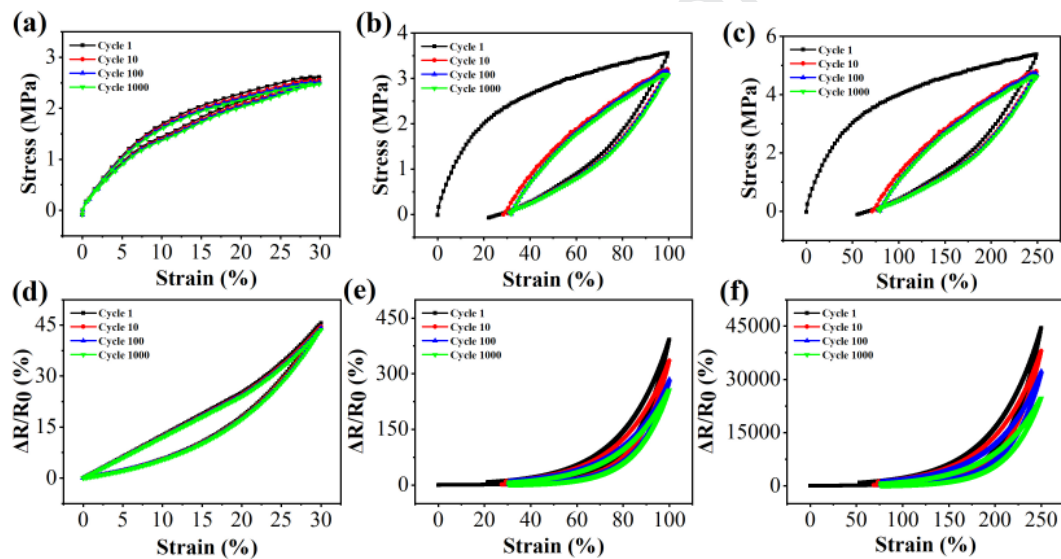 (a)
Cycle 1
Cycle 10
Cycle 100
Cycle 1000
Stress (MPa)
3
2
1
0
0 5 10 15 20 25 30
Strain (%)
(b)
Cycle 1
Cycle 10
Cycle 100
Cycle 1000
Stress (MPa)
4
3
2
1
0
0 20 40 60 80 100
Strain (%)
(c)
Cycle 1
Cycle 10
Cycle 100
Cycle 1000
Stress (MPa)
6
4
2
0
0 50 100 150 200 250
Strain (%)
(d)
Cycle 1
Cycle 10
Cycle 100
Cycle 1000
ΔR/R0 (%)
45
30
15
0
0 5 10 15 20 25 30
Strain (%)
(e)
Cycle 1
Cycle 10
Cycle 100
Cycle 1000
ΔR/R0 (%)
450
300
150
0
0 20 40 60 80 100
Strain (%)
(f)
Cycle 1
Cycle 10
Cycle 100
Cycle 1000
ΔR/R0 (%)
45000
30000
15000
0
0 50 100 150 200 250
Strain (%)